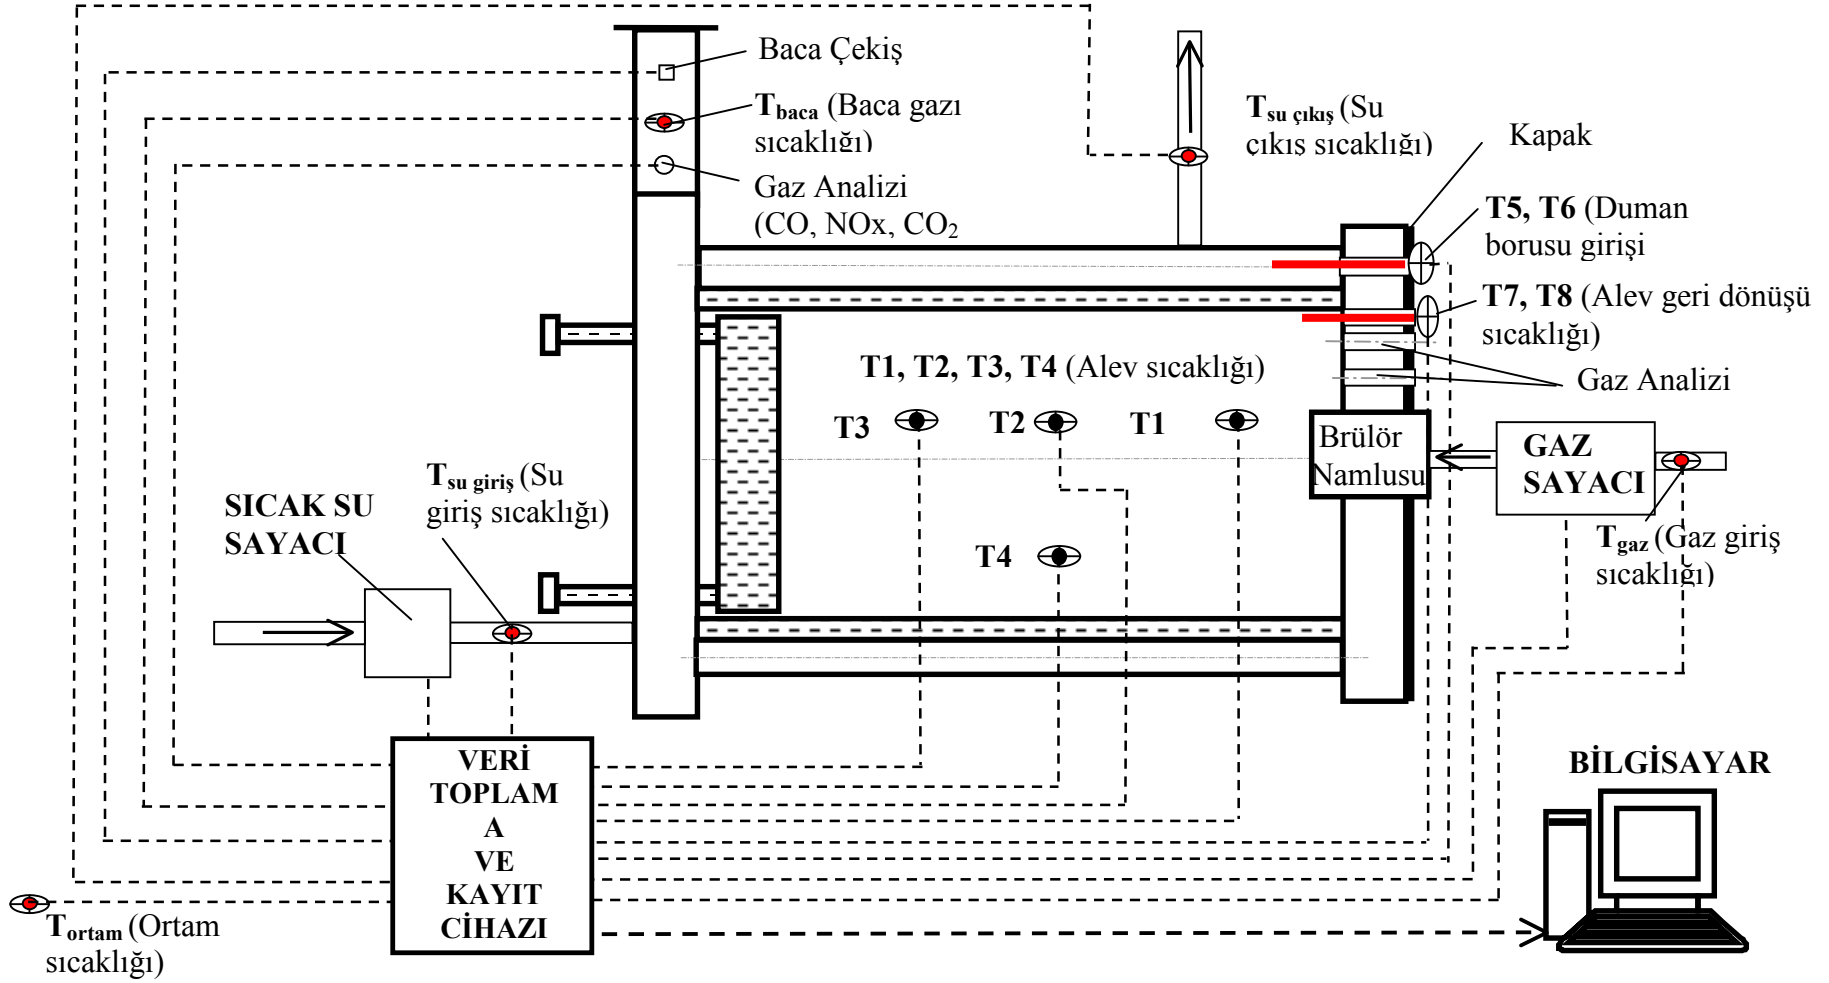 Baca Çekiş
T_baca (Baca gazı
sıcaklığı)
Gaz Analizi
(CO, NOx, CO₂
T_su çıkış (Su
çıkış sıcaklığı)
Kapak
T5, T6 (Duman
borusu girişi
T7, T8 (Alev geri dönüşü
sıcaklığı)
Gaz Analizi
T1, T2, T3, T4 (Alev sıcaklığı)
T3
T2
T1
T4
Brülör
Namlusu
GAZ
SAYACI
T_gaz (Gaz giriş
sıcaklığı)
T_su giriş (Su
giriş sıcaklığı)
SICAK SU
SAYACI
VERİ
TOPLAM
A
VE
KAYIT
CİHAZI
BİLGİSAYAR
T_ortam (Ortam
sıcaklığı)